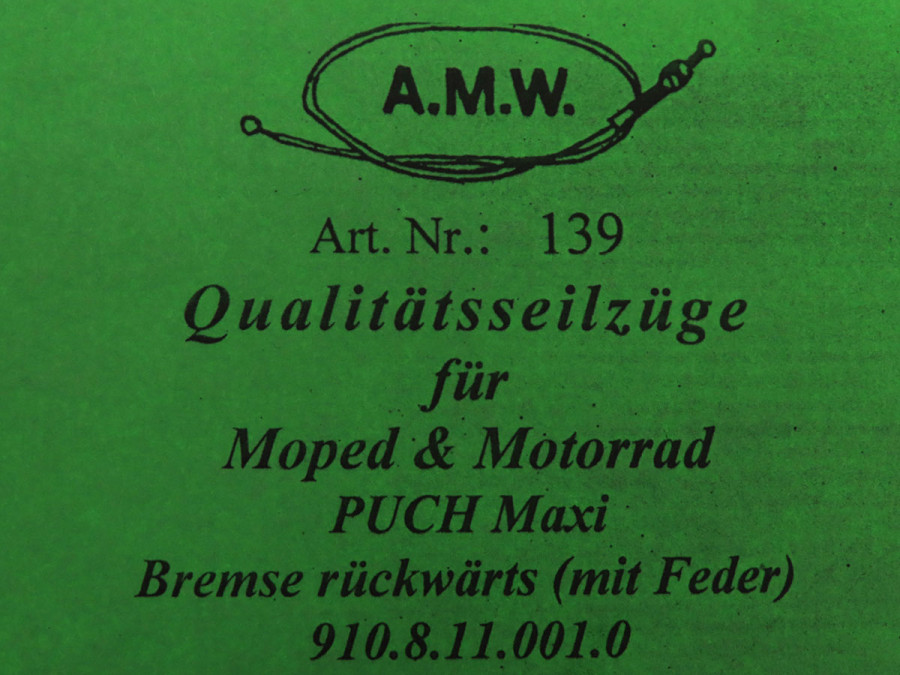 A.M.W.
Art. Nr.: 139
Qualitätsseilzüge
für
Moped & Motorrad
PUCH Maxi
Bremse rückwärts (mit Feder)
910.8.11.001.0